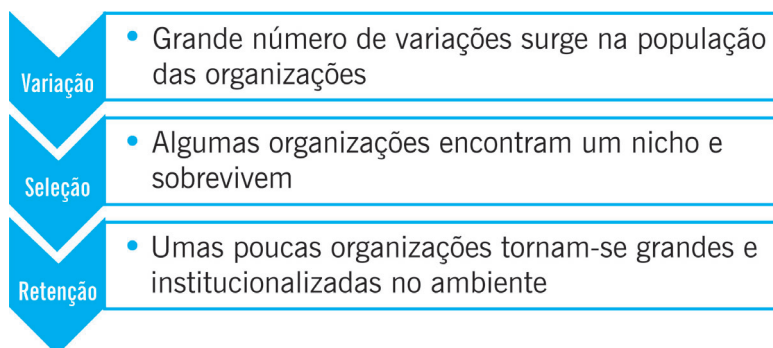 Variação
• Grande número de variações surge na população
das organizações
Seleção
• Algumas organizações encontram um nicho e
sobrevivem
Retenção
• Umas poucas organizações tornam-se grandes e
institucionalizadas no ambiente